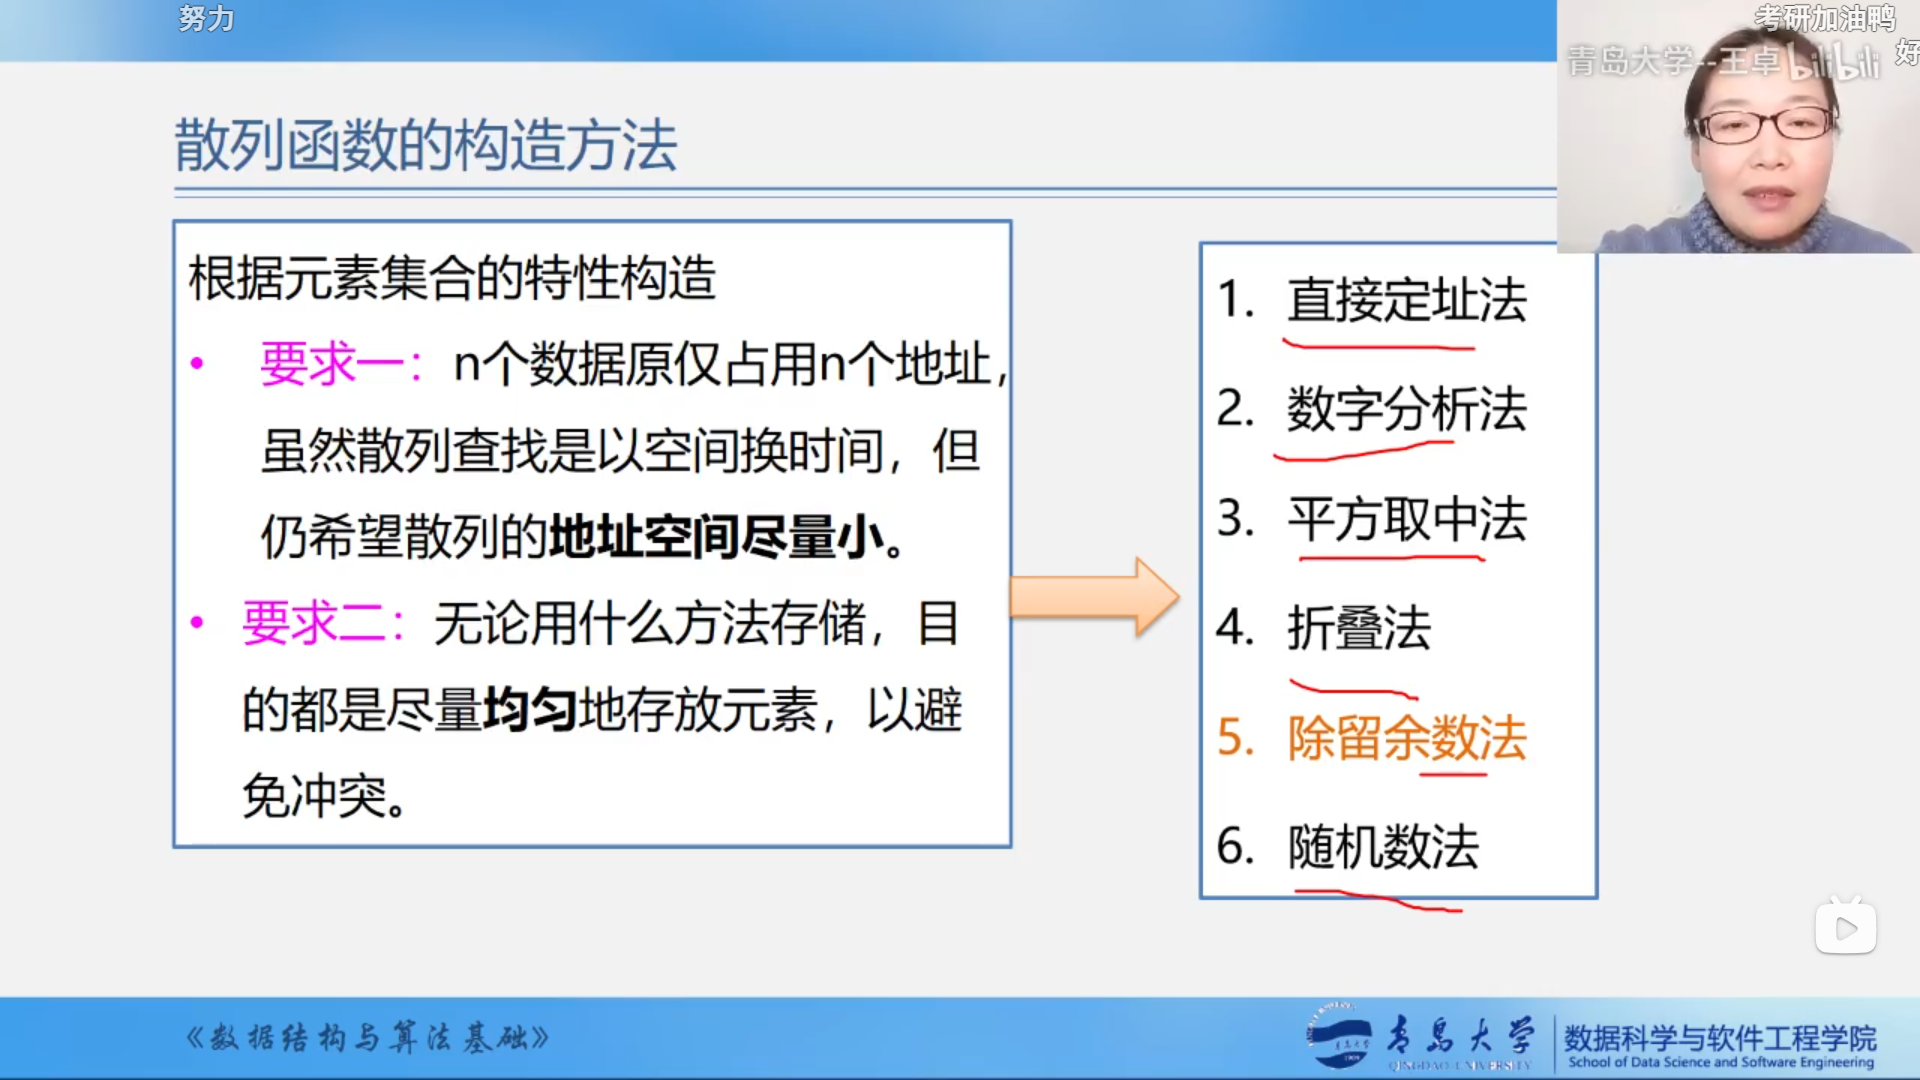 努力
考研加油鸭
青岛大学--王卓 bilibili
好
散列函数的构造方法
根据元素集合的特性构造
• 要求一：n个数据原仅占用n个地址，
虽然散列查找是以空间换时间，但
仍希望散列的地址空间尽量小。
• 要求二：无论用什么方法存储，目
的都是尽量均匀地存放元素，以避
免冲突。
1. 直接定址法
2. 数字分析法
3. 平方取中法
4. 折叠法
5. 除留余数法
6. 随机数法
《数据结构与算法基础》
青岛大学
QINGDAO UNIVERSITY
数据科学与软件工程学院
School of Data Science and Software Engineering